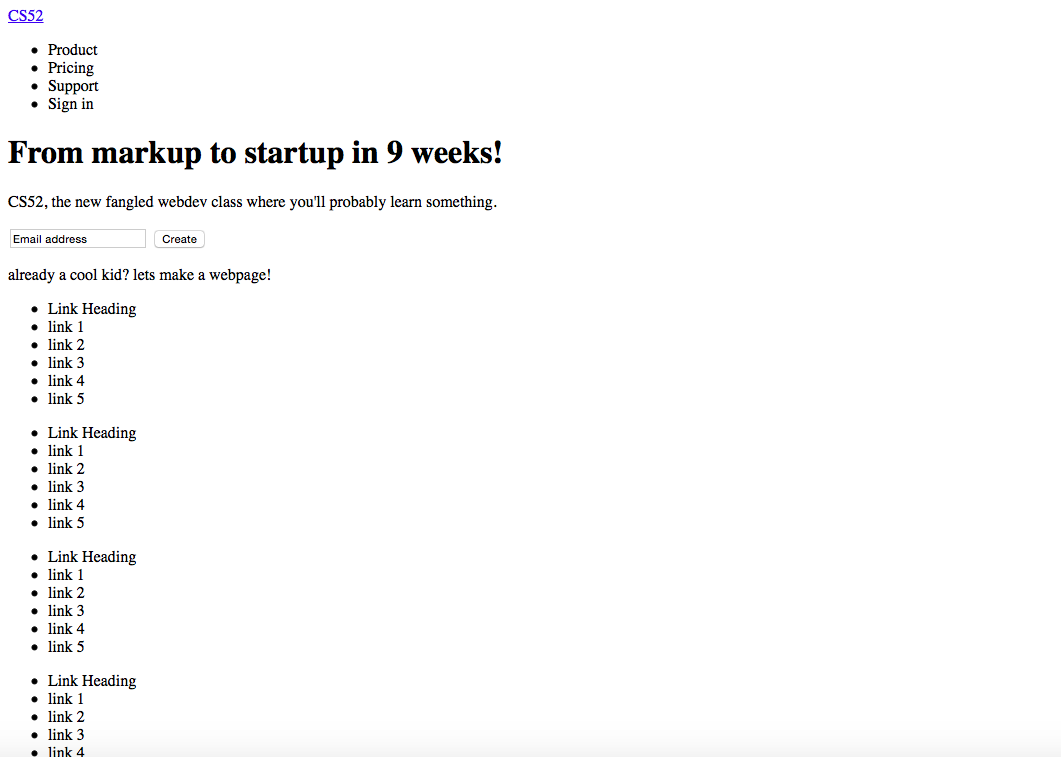 CS52
Product
Pricing
Support
Sign in
From markup to startup in 9 weeks!
CS52, the new fangled webdev class where you'll probably learn something.
Email address Create
already a cool kid? lets make a webpage!
Link Heading
link 1
link 2
link 3
link 4
link 5
Link Heading
link 1
link 2
link 3
link 4
link 5
Link Heading
link 1
link 2
link 3
link 4
link 5
Link Heading
link 1
link 2
link 3
link 4